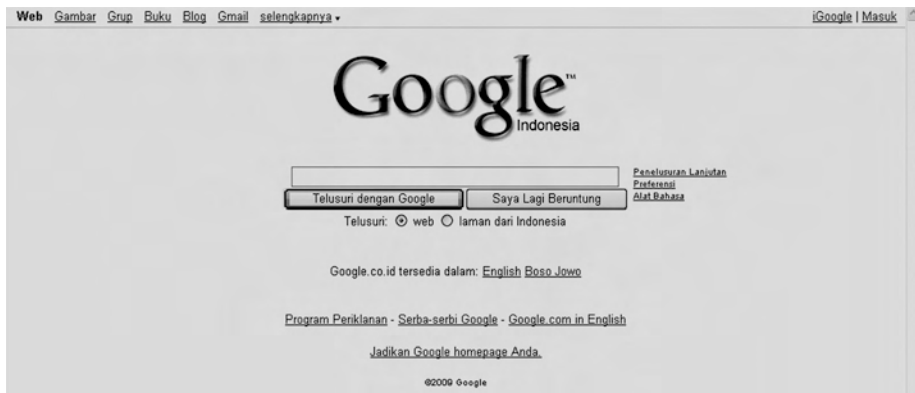 Web Gambar Grup Buku Blog Gmail selengkapnya iGoogle | Masuk
Google™
Indonesia
Penelusuran Lanjutan
Preferensi
Alat Bahasa
Telusuri dengan Google Saya Lagi Beruntung
Telusuri: web laman dari Indonesia
Google.co.id tersedia dalam: English Boso Jowo
Program Periklanan - Serba-serbi Google - Google.com in English
Jadikan Google homepage Anda.
©2009 Google